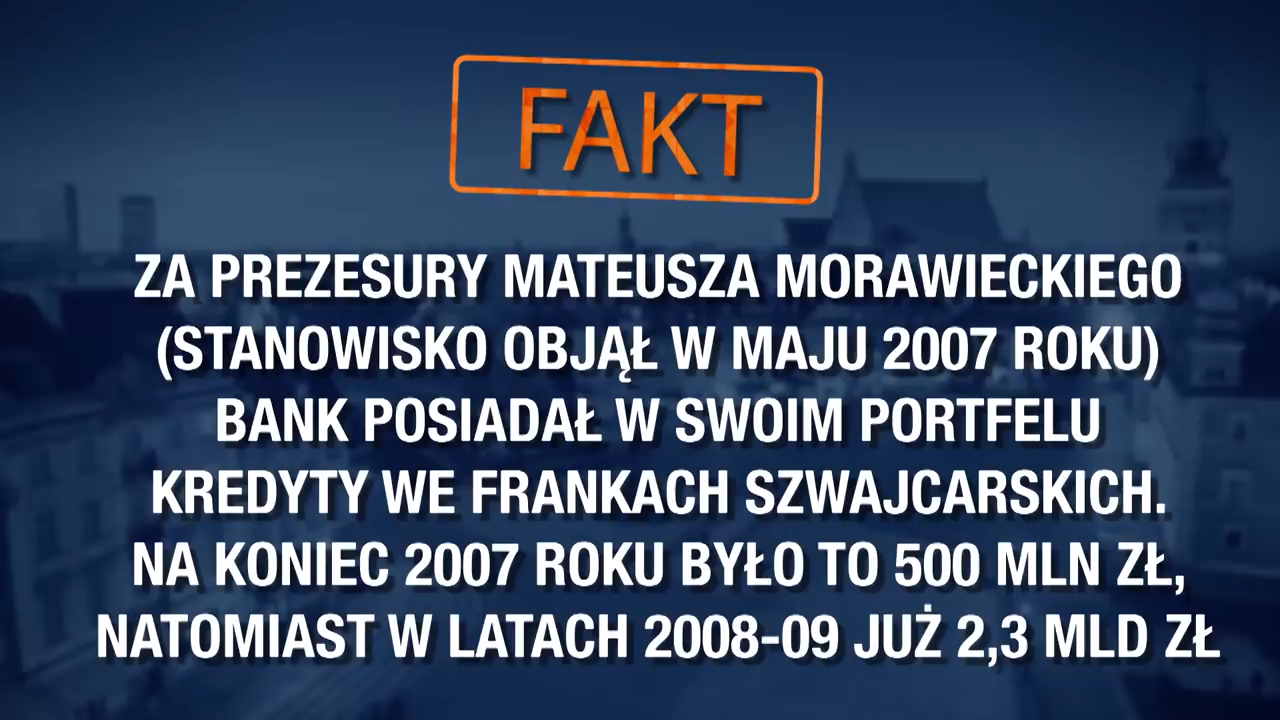 FAKT
ZA PREZESURY MATEUSZA MORAWIECKIEGO
(STANOWISKO OBJĄŁ W MAJU 2007 ROKU)
BANK POSIADAŁ W SWOIM PORTFELU
KREDYTY WE FRANKACH SZWAJCARSKICH.
NA KONIEC 2007 ROKU BYŁO TO 500 MLN ZŁ,
NATOMIAST W LATACH 2008-09 JUŻ 2,3 MLD ZŁ